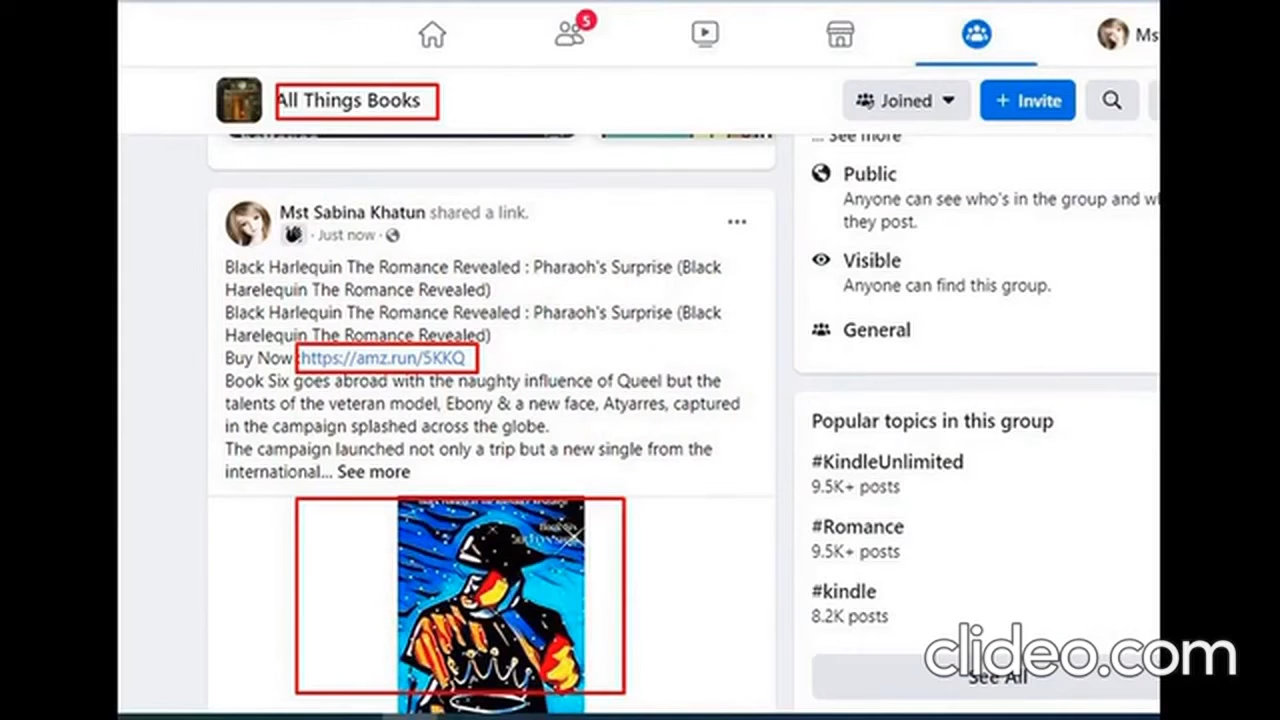 5
Ms
All Things Books
Joined
+ Invite
... See more
Public
Anyone can see who's in the group and
they post.
Mst Sabina Khatun shared a link.
· Just now ·
Black Harlequin The Romance Revealed : Pharaoh's Surprise (Black
Harelequin The Romance Revealed)
Black Harlequin The Romance Revealed : Pharaoh's Surprise (Black
Harelequin The Romance Revealed)
Buy Now :https://amz.run/5KKQ
Book Six goes abroad with the naughty influence of Queel but the
talents of the veteran model, Ebony & a new face, Atyarres, captured
in the campaign splashed across the globe.
The campaign launched not only a trip but a new single from the
international... See more
Visible
Anyone can find this group.
General
Popular topics in this group
#KindleUnlimited
9.5K+ posts
#Romance
9.5K+ posts
#kindle
8.2K posts
See All
clideo.com